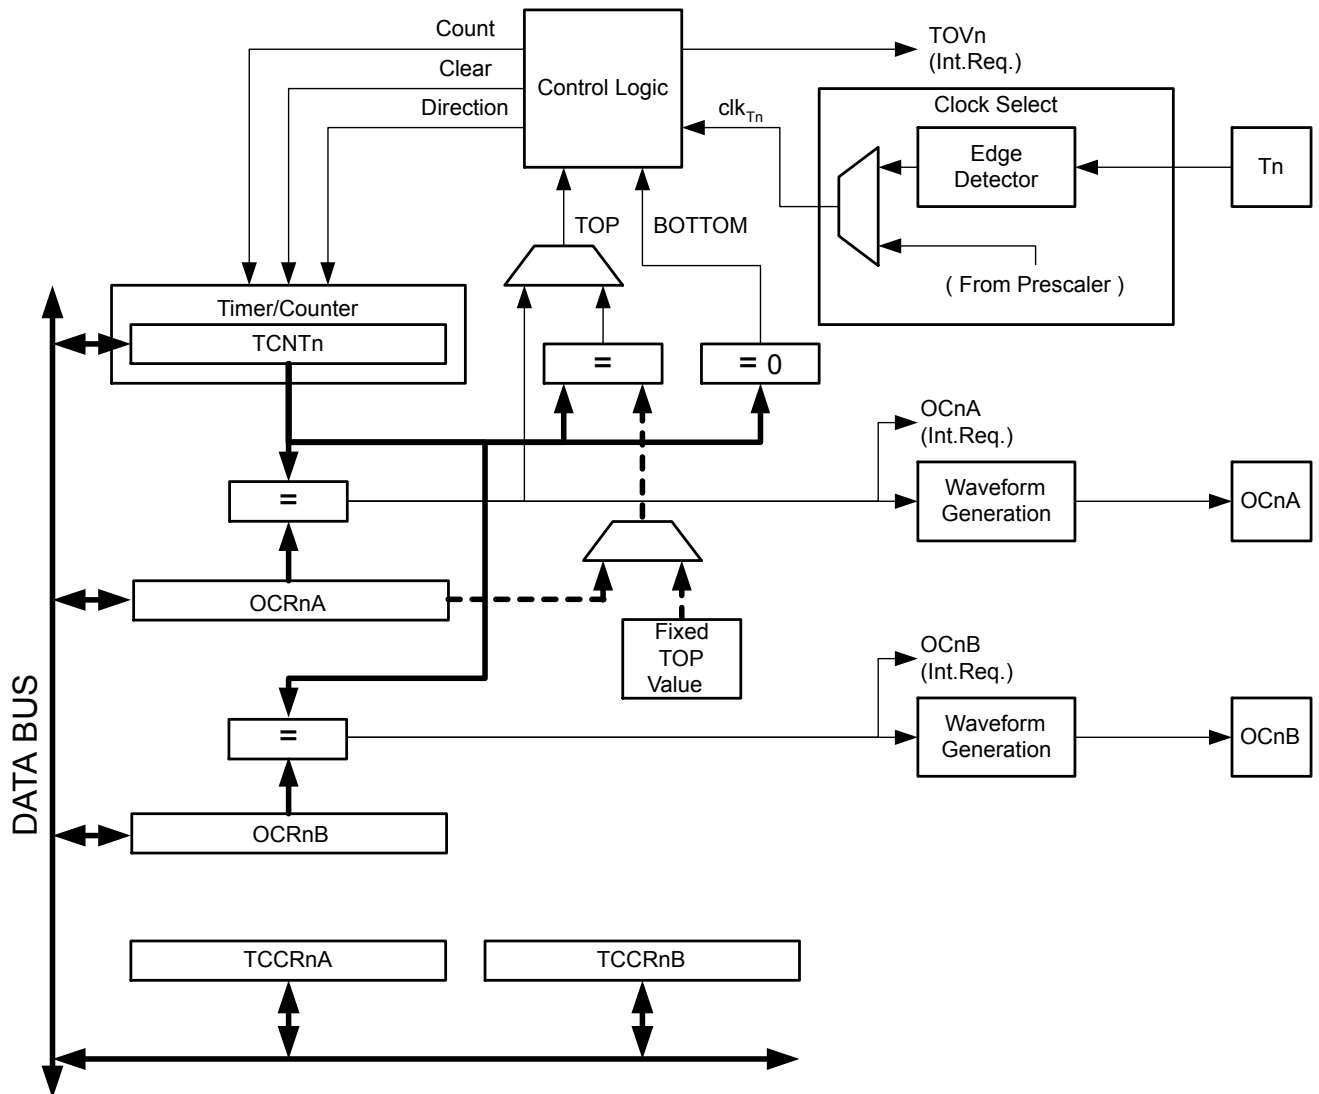 Count
Clear
Direction
Control Logic
TOVn
(Int.Req.)
clkTn
Clock Select
Edge
Detector
Tn
TOP
BOTTOM
( From Prescaler )
Timer/Counter
TCNTn
=
= 0
OCnA
(Int.Req.)
=
Waveform
Generation
OCnA
OCRnA
Fixed
TOP
Value
OCnB
(Int.Req.)
=
Waveform
Generation
OCnB
DATA BUS
OCRnB
TCCRnA
TCCRnB